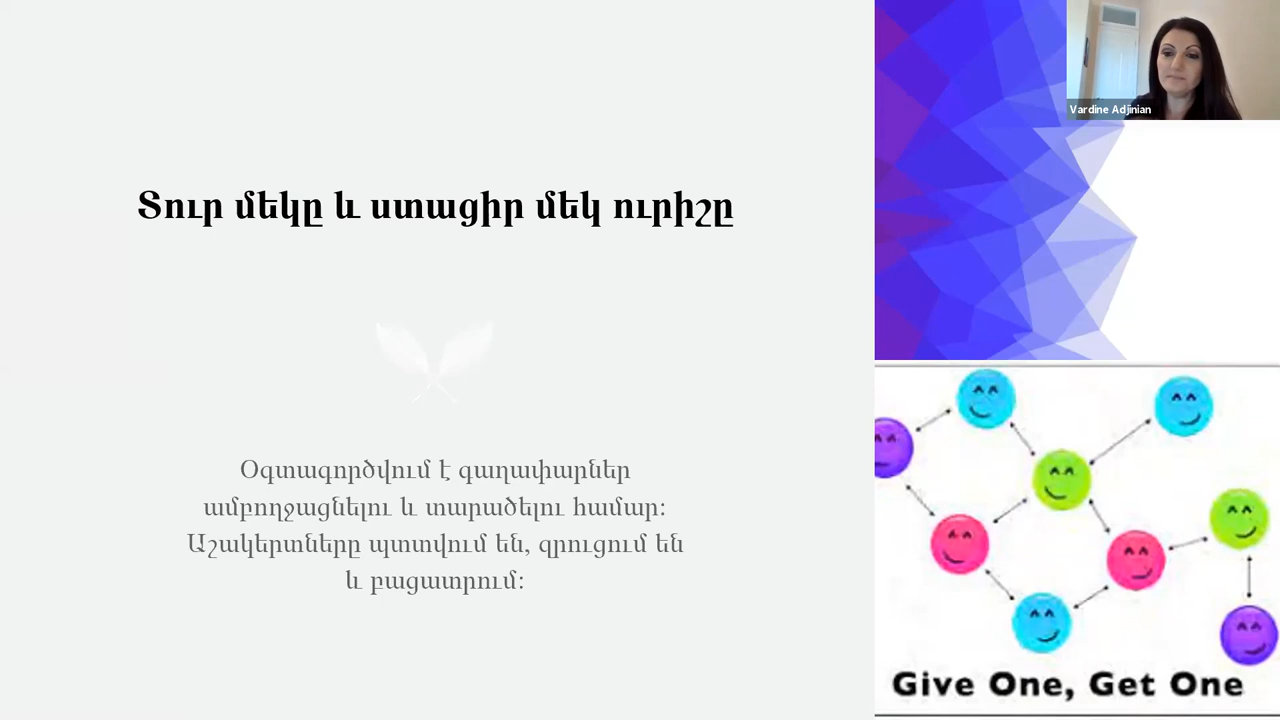 Տուր մեկը և ստացիր մեկ ուրիշը
Օգտագործվում է գաղափարներ
ամբողջացնելու և տարածելու համար:
Աշակերտները պտտվում են, զրուցում են
և բացատրում:
Vardine Adjinian
Give One, Get One